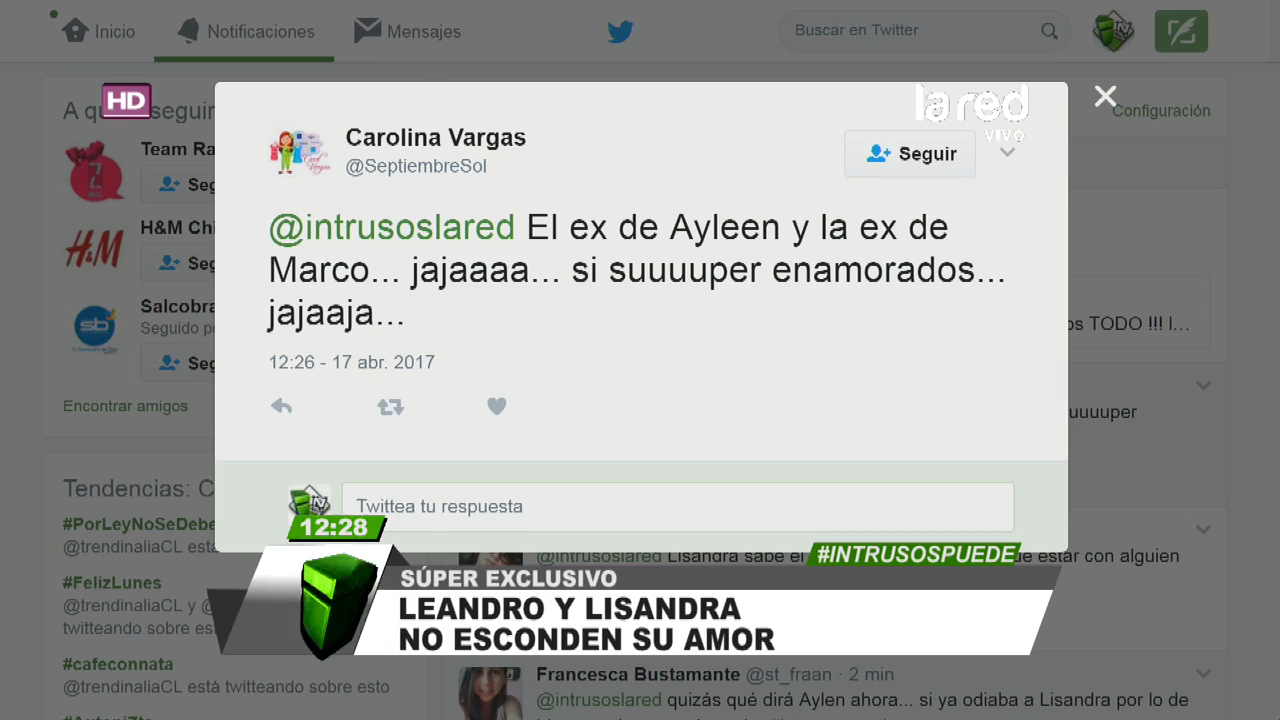 Inicio
Notificaciones
Mensajes
Buscar en Twitter
HD
A
seguir
Configuración
Team Ra
Seg
H&M Chi
Seg
H&M
Salcobra
Seguido po
sb
Seg
Encontrar amigos
la red
VIVO
Carolina Vargas
@SeptiembreSol
Seguir
@intrusoslared El ex de Ayleen y la ex de
Marco... jajaaaa... si suuuuper enamorados...
jajaaja...
12:26 - 17 abr. 2017
os TODO !!! l...
uuuuper
Tendencias: C
#PorLeyNoSeDebe
@trendinaliaCL está
#FelizLunes
@trendinaliaCL y @
twitteando sobre est
#cafeconnata
@trendinaliaCL está twitteando sobre esto
Twittea tu respuesta
12:28
@intrusoslared Lisandra sabe el
de estar con alguien
#INTRUSOSPUEDE
SÚPER EXCLUSIVO
LEANDRO Y LISANDRA
NO ESCONDEN SU AMOR
Francesca Bustamante @st_fraan · 2 min
@intrusoslared quizás qué dirá Aylen ahora... si ya odiaba a Lisandra por lo de